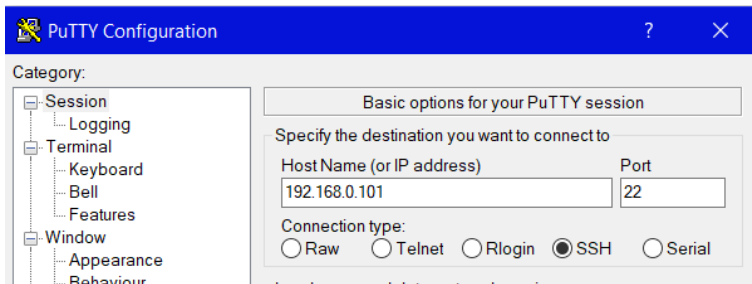 PuTTY Configuration
?
Category:
Session
Logging
Terminal
Keyboard
Bell
Features
Window
Appearance
Behaviour
Basic options for your PuTTY session
Specify the destination you want to connect to
Host Name (or IP address) Port
192.168.0.101 22
Connection type:
Raw Telnet Rlogin SSH Serial